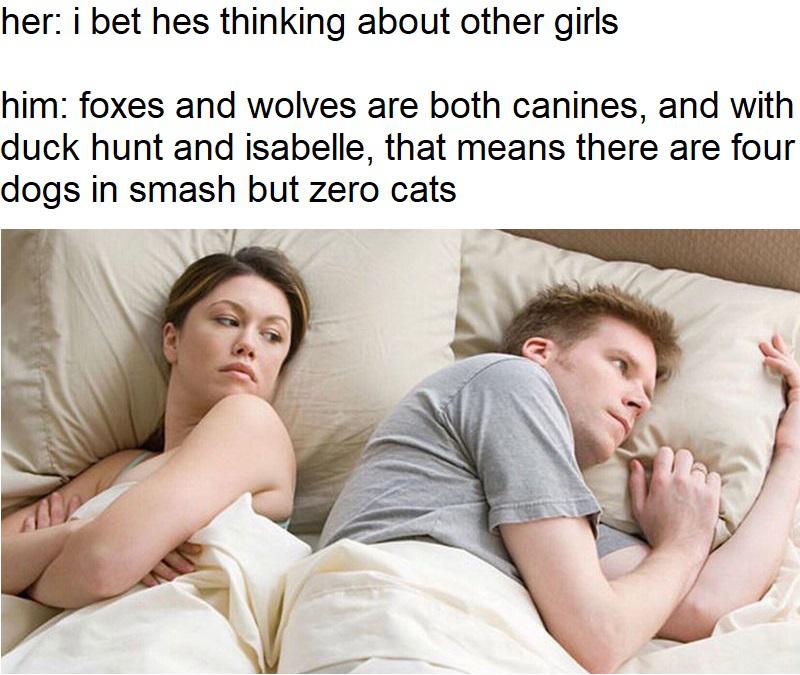 her: i bet hes thinking about other girls
him: foxes and wolves are both canines, and with
duck hunt and isabelle, that means there are four
dogs in smash but zero cats